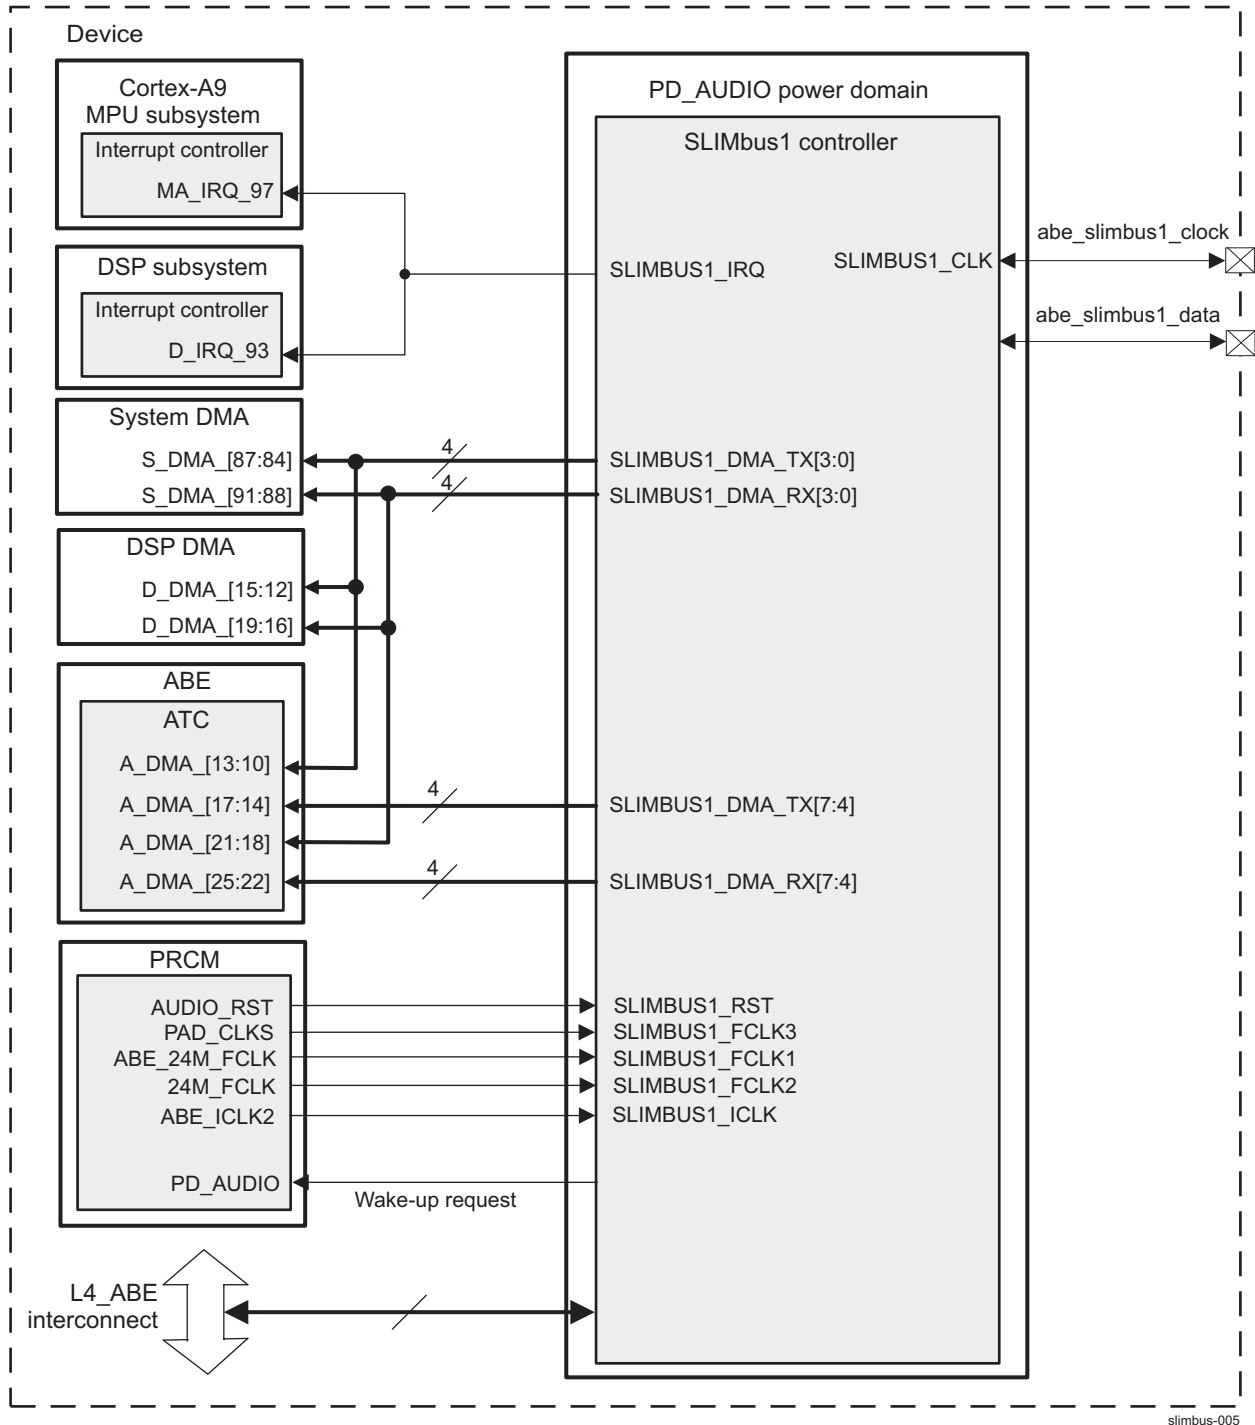 Device
Cortex-A9
MPU subsystem
Interrupt controller
MA_IRQ_97
DSP subsystem
Interrupt controller
D_IRQ_93
System DMA
S_DMA_[87:84]
S_DMA_[91:88]
DSP DMA
D_DMA_[15:12]
D_DMA_[19:16]
ABE
ATC
A_DMA_[13:10]
A_DMA_[17:14]
A_DMA_[21:18]
A_DMA_[25:22]
PRCM
AUDIO_RST
PAD_CLKS
ABE_24M_FCLK
24M_FCLK
ABE_ICLK2
PD_AUDIO
Wake-up request
L4_ABE
interconnect
4
4
4
4
PD_AUDIO power domain
SLIMbus1 controller
SLIMBUS1_IRQ
SLIMBUS1_CLK
SLIMBUS1_DMA_TX[3:0]
SLIMBUS1_DMA_RX[3:0]
SLIMBUS1_DMA_TX[7:4]
SLIMBUS1_DMA_RX[7:4]
SLIMBUS1_RST
SLIMBUS1_FCLK3
SLIMBUS1_FCLK1
SLIMBUS1_FCLK2
SLIMBUS1_ICLK
abe_slimbus1_clock
abe_slimbus1_data
slimbus-005